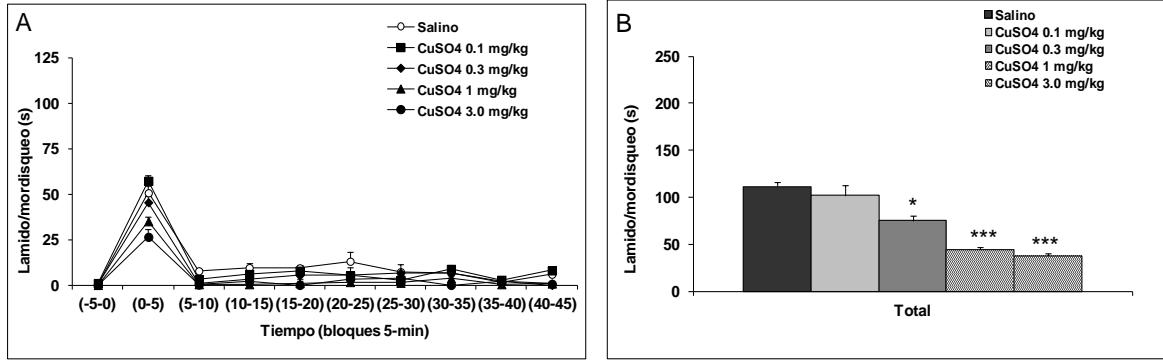 A
Salino
CuSO4 0.1 mg/kg
CuSO4 0.3 mg/kg
CuSO4 1 mg/kg
CuSO4 3.0 mg/kg
125
100
75
50
25
0
Lamido/mordisqueo (s)
(-5-0) (0-5) (5-10) (10-15) (15-20) (20-25) (25-30) (30-35) (35-40) (40-45)
Tiempo (bloques 5-min)
B
Salino
CuSO4 0.1 mg/kg
CuSO4 0.3 mg/kg
CuSO4 1 mg/kg
CuSO4 3.0 mg/kg
250
200
150
100
50
0
Lamido/mordisqueo (s)
*
***
***
Total